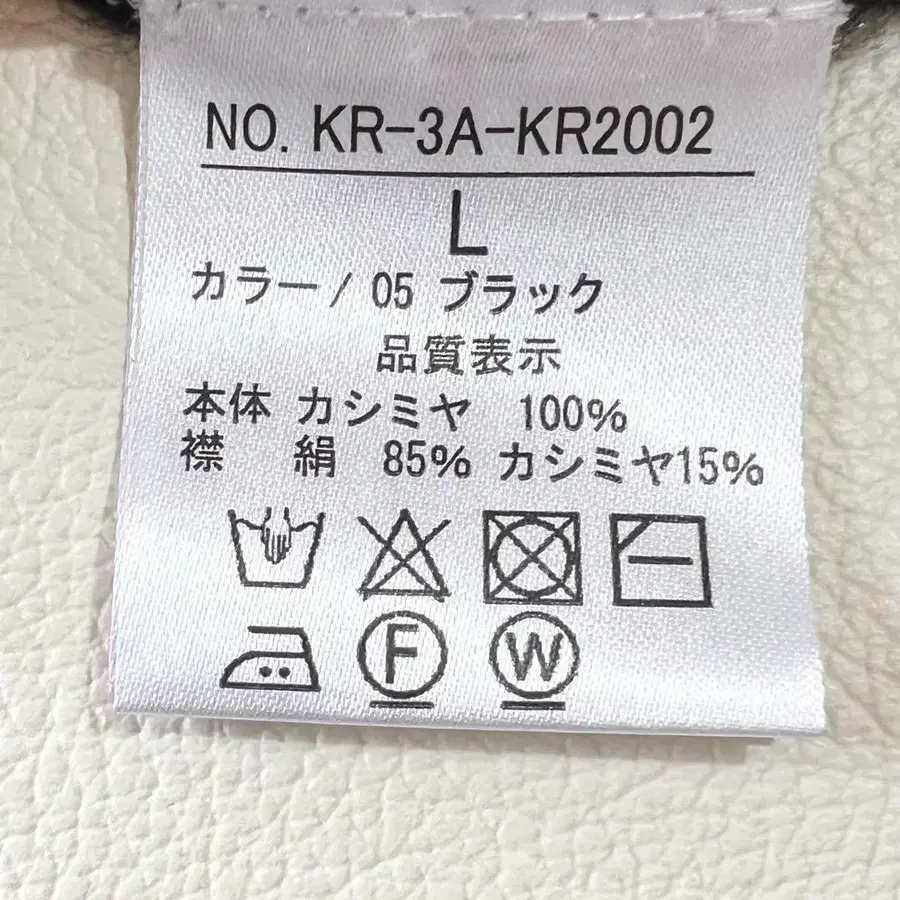 NO. KR-3A-KR2002
L
カラー/ 05 ブラック
品質表示
本体 カシミヤ 100%
襟 絹 85% カシミヤ15%
F W